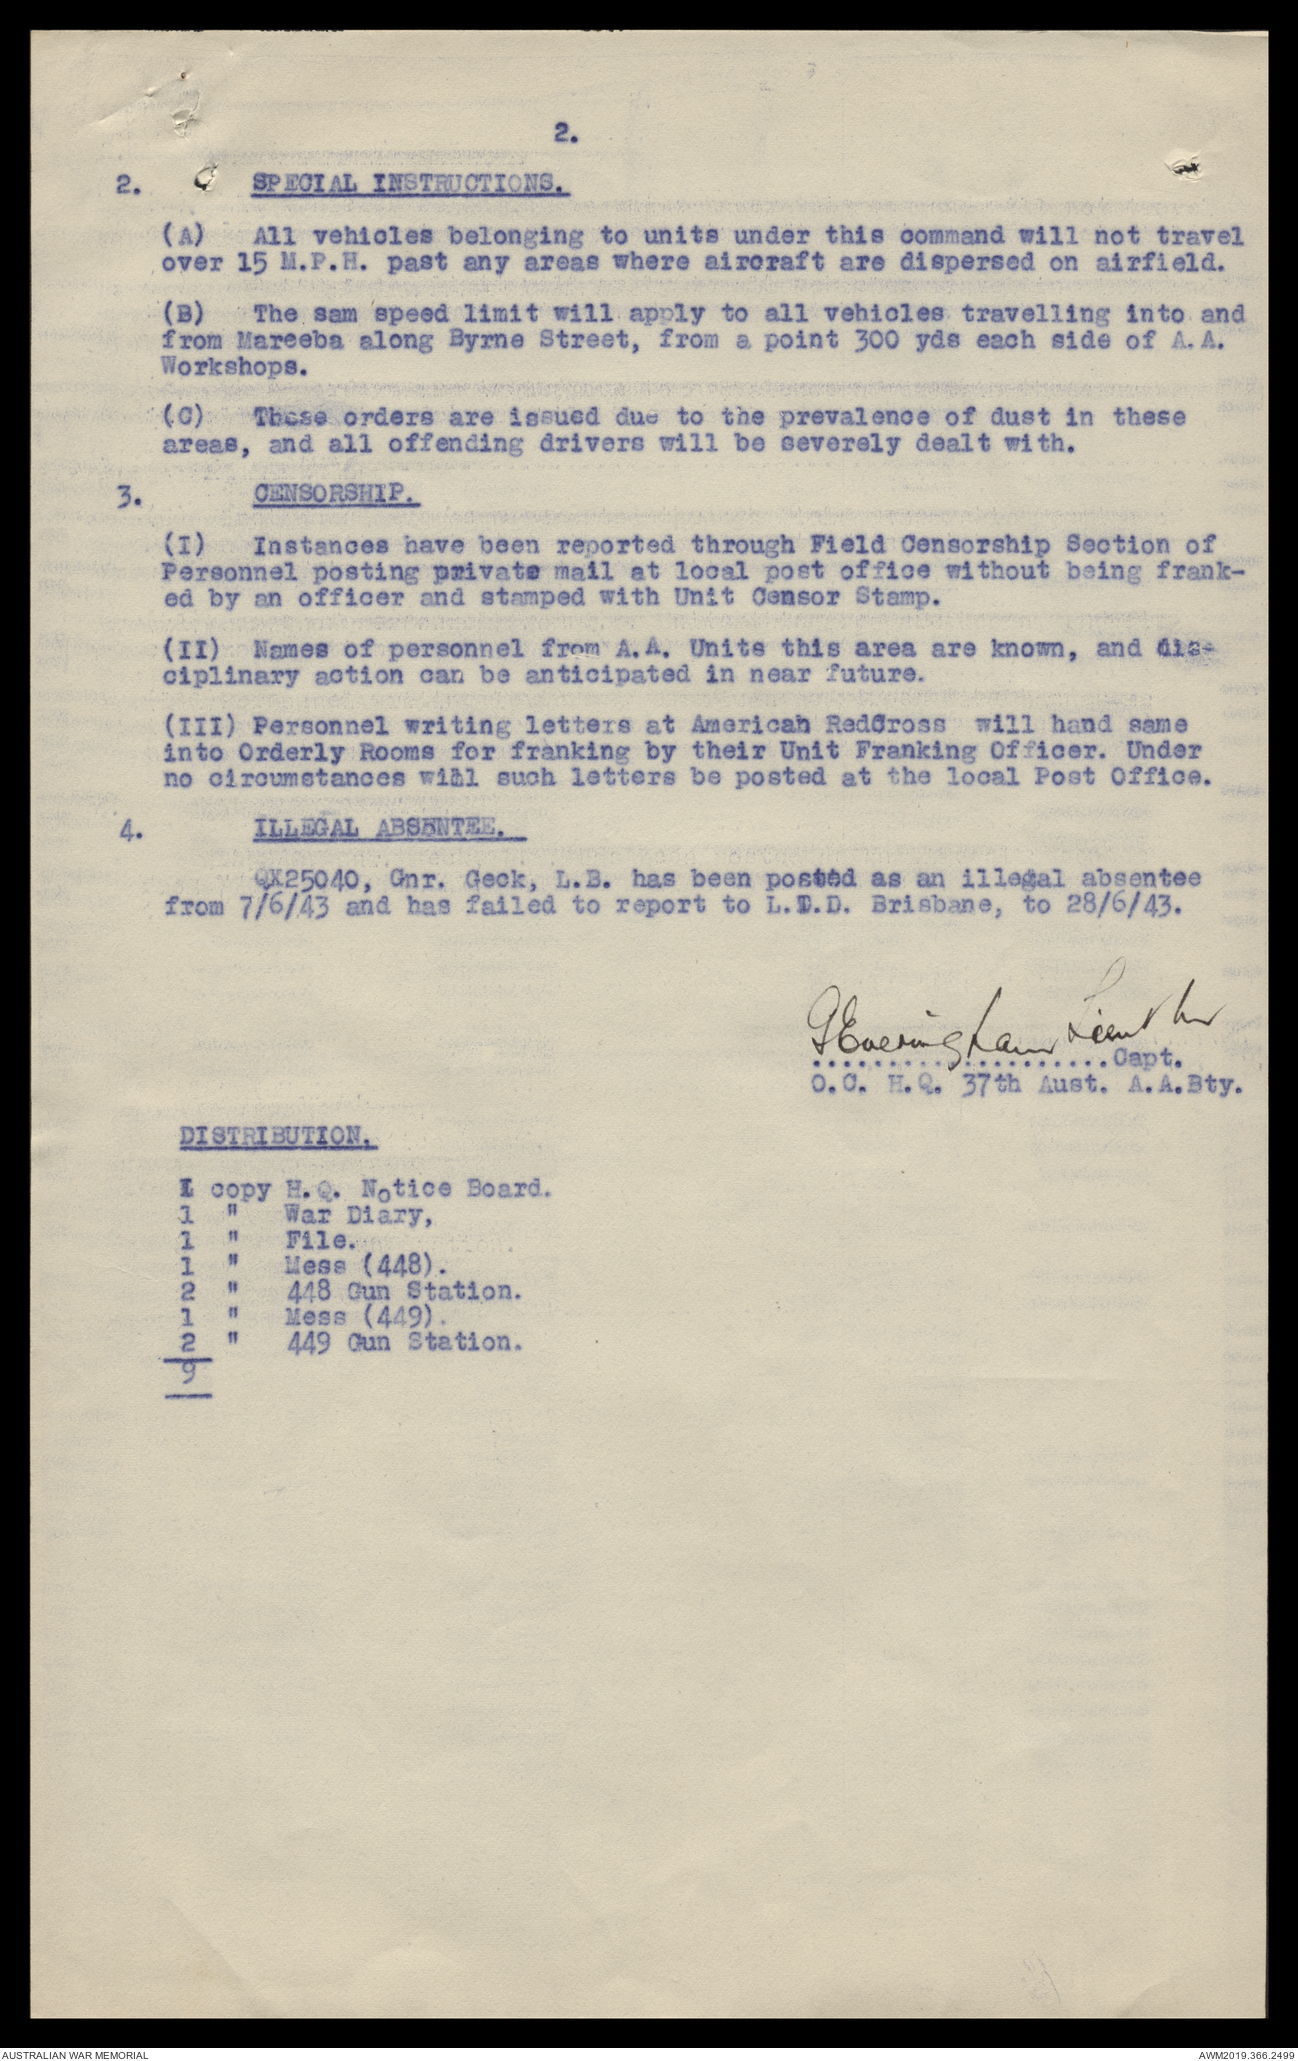 2.
2. SPECIAL INSTRUCTIONS.
(A) All vehicles belonging to units under this command will not travel
over 15 M.P.H. past any areas where aircraft are dispersed on airfield.
(B) The sam speed limit will apply to all vehicles travelling into and
from Mareeba along Byrne Street, from a point 300 yds each side of A.A.
Workshops.
(C) These orders are issued due to the prevalence of dust in these
areas, and all offending drivers will be severely dealt with.
3. CENSORSHIP.
(I) Instances have been reported through Field Censorship Section of
Personnel posting private mail at local post office without being frank-
ed by an officer and stamped with Unit Censor Stamp.
(II) Names of personnel from A.A. Units this area are known, and dis-
ciplinary action can be anticipated in near future.
(III) Personnel writing letters at American RedCross will hand same
into Orderly Rooms for franking by their Unit Franking Officer. Under
no circumstances will such letters be posted at the local Post Office.
4. ILLEGAL ABSENTEE.
QX25040, Gnr. Geck, L.B. has been posted as an illegal absentee
from 7/6/43 and has failed to report to L.D.D. Brisbane, to 28/6/43.
GEveringham Lieut for
....................Capt.
O.C. H.Q. 37th Aust. A.A.Bty.
DISTRIBUTION.
1 copy H.Q. Notice Board.
1 " War Diary,
1 " File.
1 " Mess (448).
2 " 448 Gun Station.
1 " Mess (449).
2 " 449 Gun Station.
9
AUSTRALIAN WAR MEMORIAL
AWM2019.366.2499